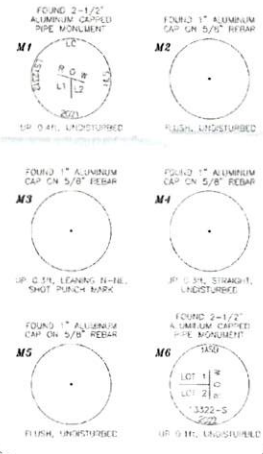 FOUND 2-1/2"
ALUMINUM CAPPED
PIPE MONUMENT
M1
LC
R O W
L1 L2
2021
UP 0.4ft, UNDISTURBED
FOUND 1" ALUMINUM
CAP ON 5/8" REBAR
M2
FLUSH, UNDISTURBED
FOUND 1" ALUMINUM
CAP ON 5/8" REBAR
M3
UP 0.3ft, LEANING N-NE,
SHOT PUNCH MARK
FOUND 1" ALUMINUM
CAP ON 5/8" REBAR
M4
UP 0.3ft, STRAIGHT,
UNDISTURBED
FOUND 1" ALUMINUM
CAP ON 5/8" REBAR
M5
FLUSH, UNDISTURBED
FOUND 2-1/2"
ALUMINUM CAPPED
PIPE MONUMENT
M6
LOT 1
LOT 2
R O W
13322-S
2022
UP 0.1ft, UNDISTURBED